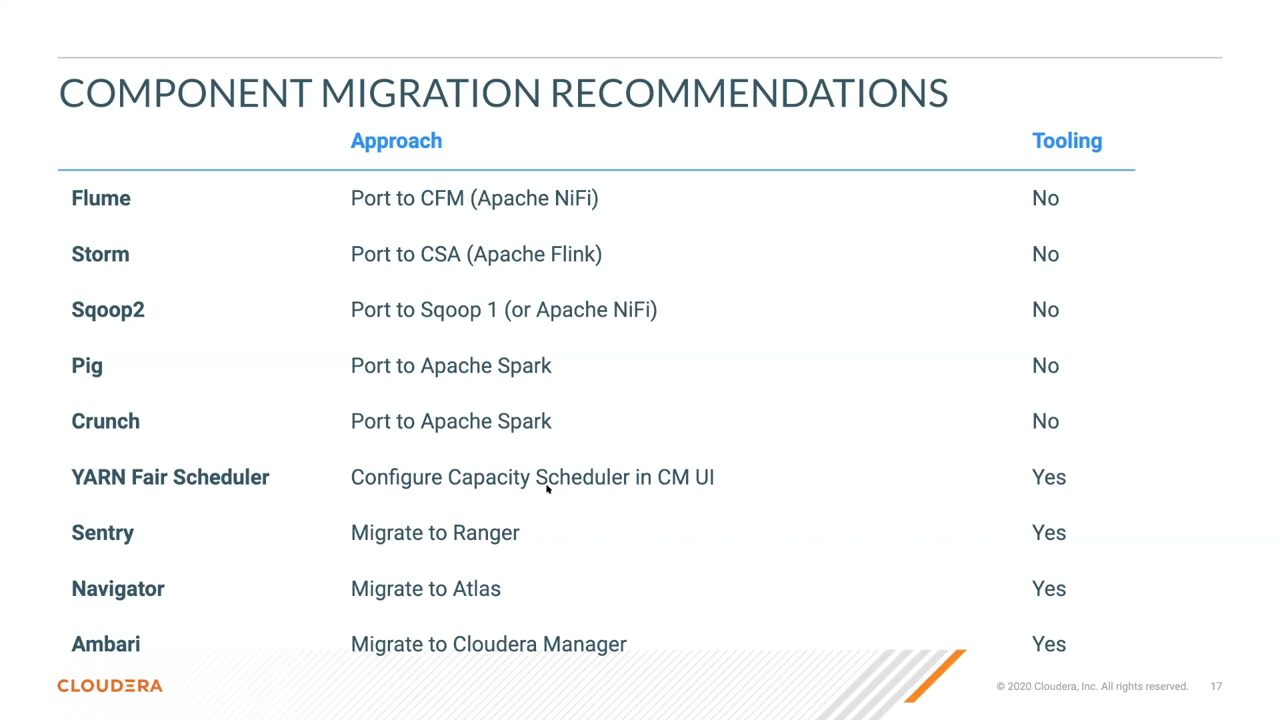 COMPONENT MIGRATION RECOMMENDATIONS
Approach Tooling
Flume Port to CFM (Apache NiFi) No
Storm Port to CSA (Apache Flink) No
Sqoop2 Port to Sqoop 1 (or Apache NiFi) No
Pig Port to Apache Spark No
Crunch Port to Apache Spark No
YARN Fair Scheduler Configure Capacity Scheduler in CM UI Yes
Sentry Migrate to Ranger Yes
Navigator Migrate to Atlas Yes
Ambari Migrate to Cloudera Manager Yes
CLOUDERA © 2020 Cloudera, Inc. All rights reserved. 17